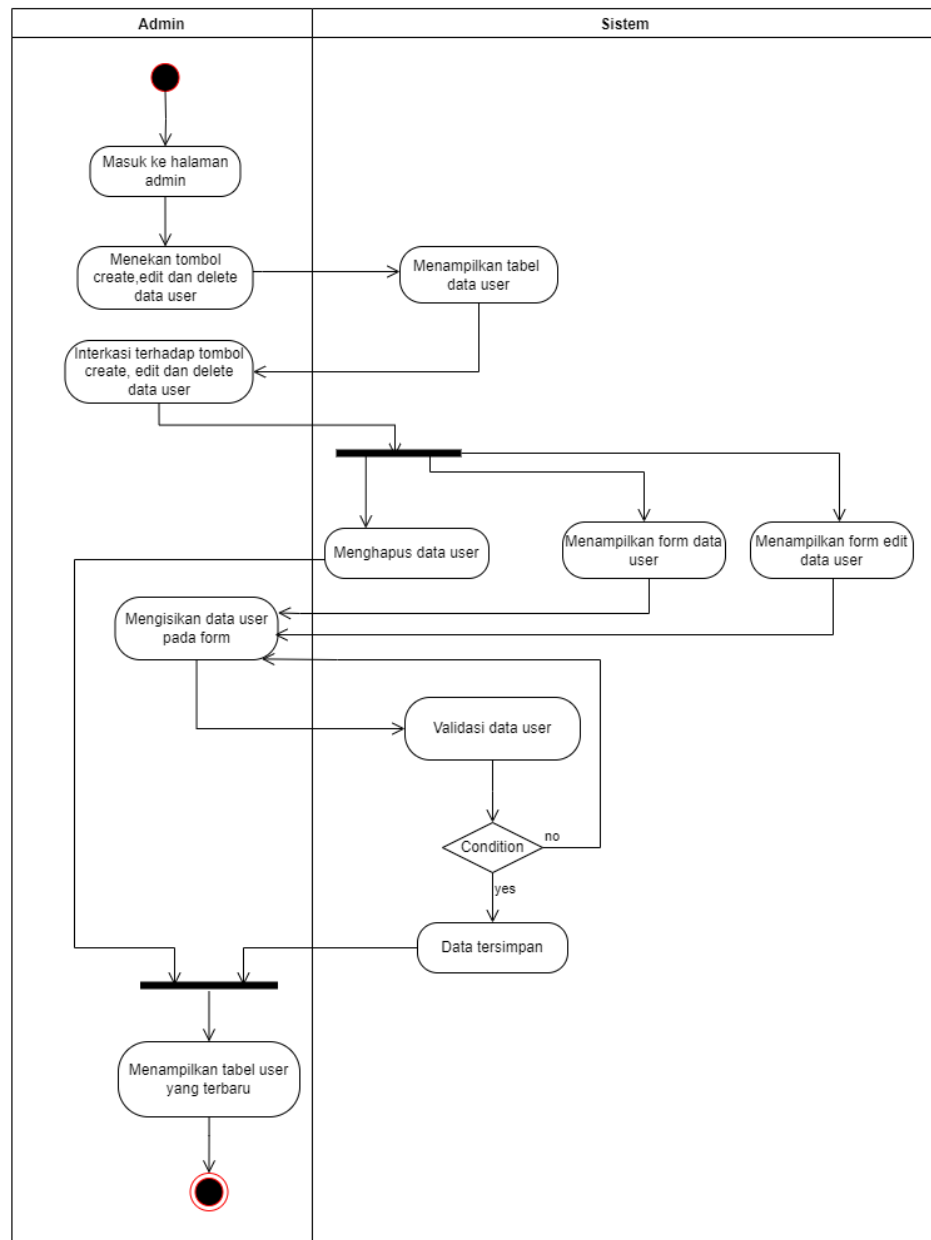 Admin
Sistem
Masuk ke halaman
admin
Menekan tombol
create,edit dan delete
data user
Menampilkan tabel
data user
Interkasi terhadap tombol
create, edit dan delete
data user
Menghapus data user
Menampilkan form data
user
Menampilkan form edit
data user
Mengisikan data user
pada form
Validasi data user
Condition
no
yes
Data tersimpan
Menampilkan tabel user
yang terbaru